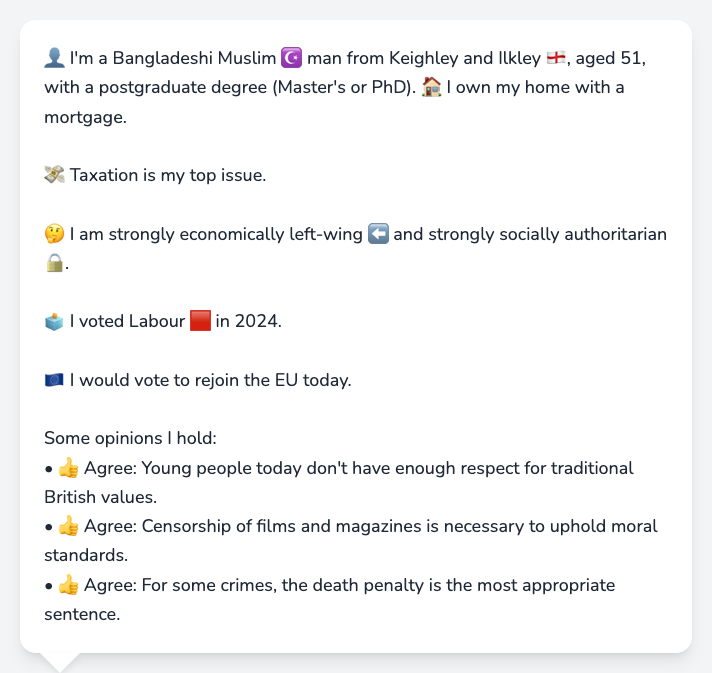 👤 I'm a Bangladeshi Muslim ☪️ man from Keighley and Ilkley 🏴󠁧󠁢󠁥󠁮󠁧󠁿, aged 51,
with a postgraduate degree (Master's or PhD). 🏠 I own my home with a
mortgage.
💸 Taxation is my top issue.
🤔 I am strongly economically left-wing ⬅️ and strongly socially authoritarian
🔒.
🗳️ I voted Labour 🟥 in 2024.
🇪🇺 I would vote to rejoin the EU today.
Some opinions I hold:
• 👍 Agree: Young people today don't have enough respect for traditional
British values.
• 👍 Agree: Censorship of films and magazines is necessary to uphold moral
standards.
• 👍 Agree: For some crimes, the death penalty is the most appropriate
sentence.